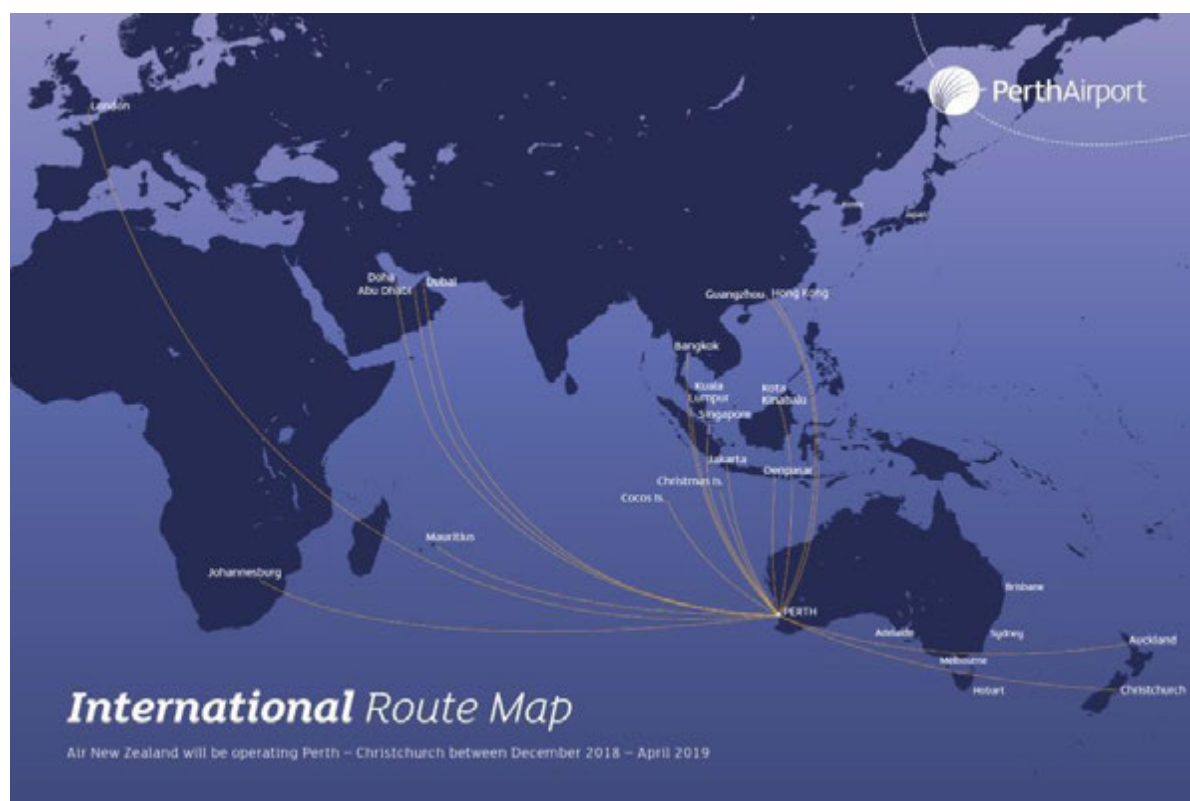 PerthAirport
London
Japan
Doha
Abu Dhabi
Dubai
Guangzhou
Hong Kong
Bangkok
Kuala
Lumpur
Kota
Kinabalu
Singapore
Jakarta
Denpasar
Christmas Is.
Cocos Is.
Mauritius
Johannesburg
PERTH
Brisbane
Adelaide
Sydney
Auckland
Melbourne
Hobart
Christchurch
International Route Map
Air New Zealand will be operating Perth – Christchurch between December 2018 – April 2019